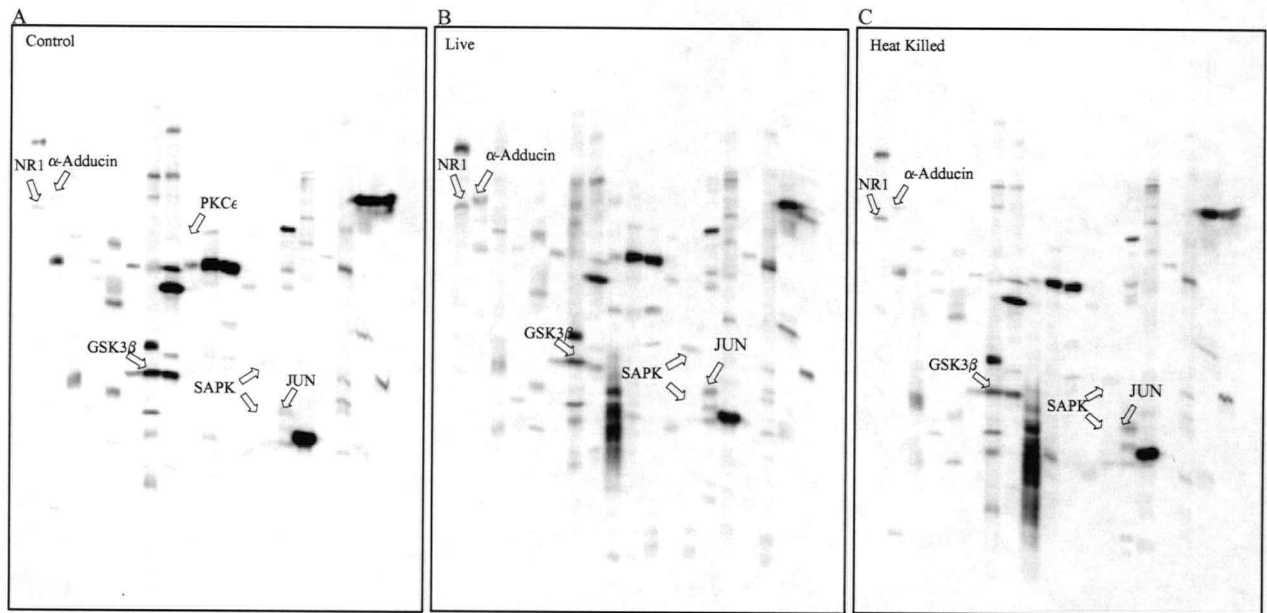 A
Control
NR1
α-Adducin
PKCϵ
GSK3β
SAPK
JUN
B
Live
NR1
α-Adducin
GSK3β
SAPK
JUN
C
Heat Killed
NR1
α-Adducin
GSK3β
SAPK
JUN